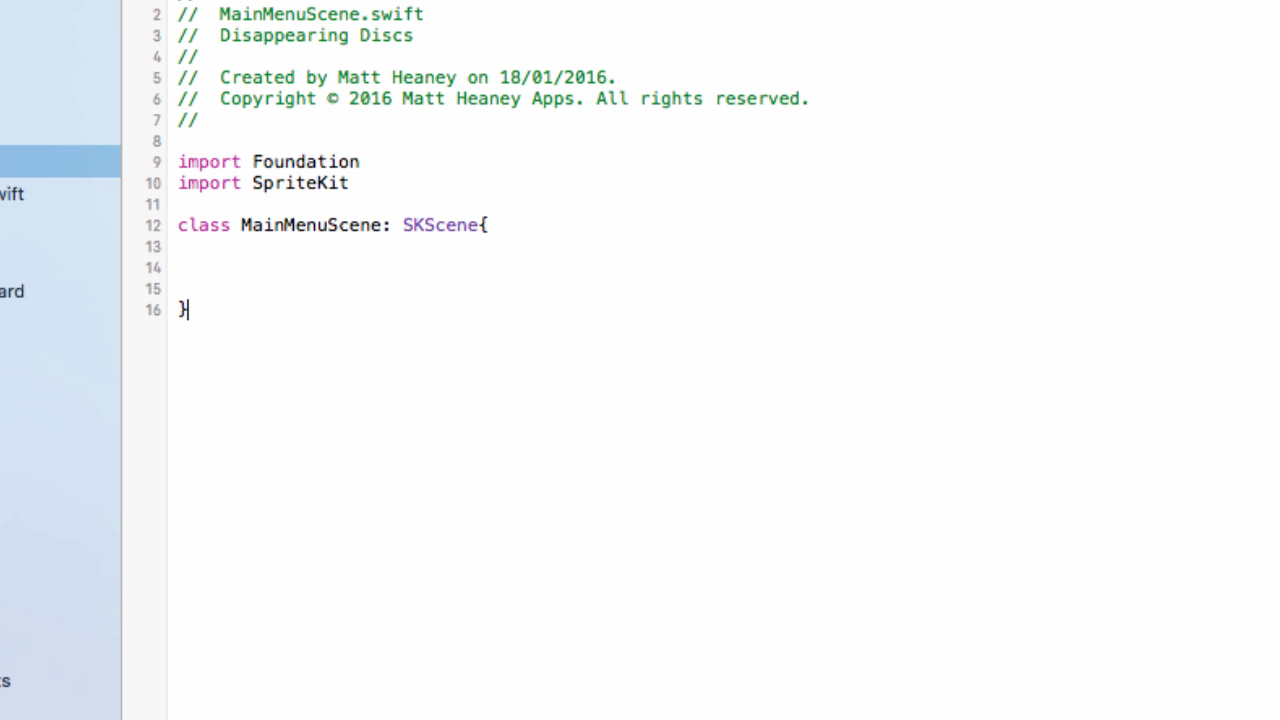 2 //  MainMenuScene.swift
3 //  Disappearing Discs
4 //
5 //  Created by Matt Heaney on 18/01/2016.
6 //  Copyright © 2016 Matt Heaney Apps. All rights reserved.
7 //
8
9 import Foundation
wift
10 import SpriteKit
11
12 class MainMenuScene: SKScene{
13
14
ard
15
16 }
ts